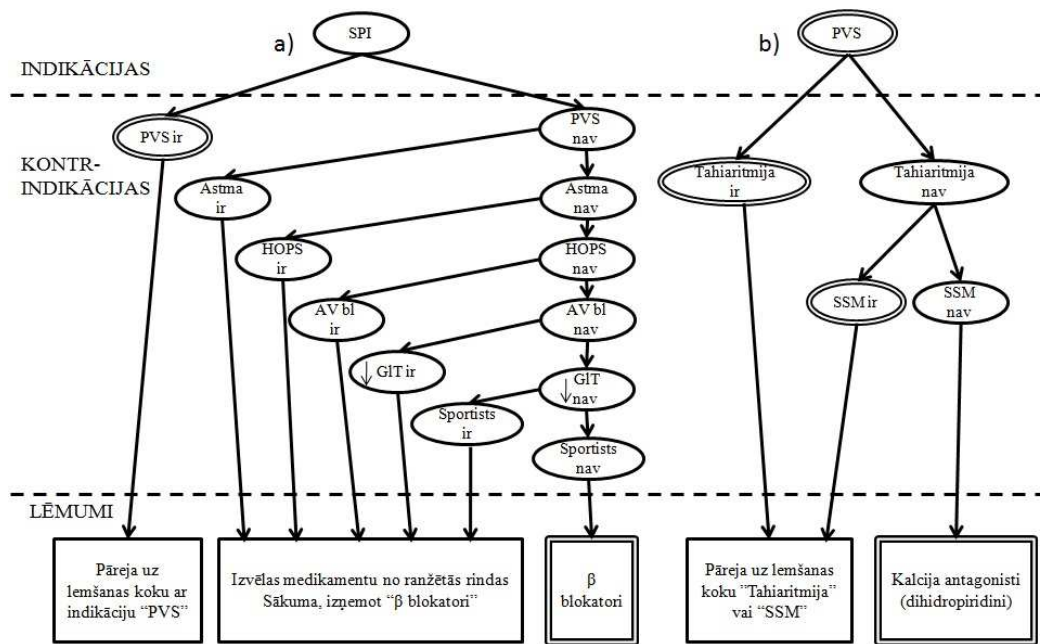 a)
SPI
b)
PVS
INDIKĀCIJAS
PVS ir
PVS
nav
KONTR-
INDIKĀCIJAS
Astma
ir
Astma
nav
Tahiaritmija
ir
Tahiaritmija
nav
HOPS
ir
HOPS
nav
AV bl
ir
AV bl
nav
SSM ir
SSM
nav
↓ GlT ir
↓ GlT
nav
Sportists
ir
Sportists
nav
LĒMUMI
Pāreja uz
lemšanas koku ar
indikāciju “PVS”
Izvēlas medikamentu no ranžētās rindas
Sākuma, izņemot “β blokatori”
β
blokatori
Pāreja uz lemšanas
koku ”Tahiaritmija”
vai “SSM”
Kalcija antagonisti
(dihidropiridini)